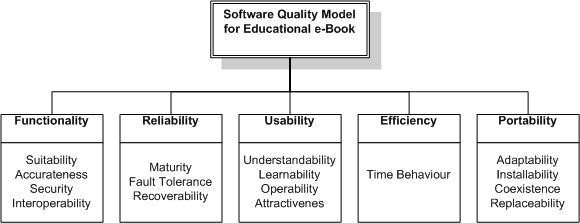 Software Quality Model
for Educational e-Book
Functionality
Suitability
Accurateness
Security
Interoperability
Reliability
Maturity
Fault Tolerance
Recoverability
Usability
Understandability
Learnability
Operability
Attractivenes
Efficiency
Time Behaviour
Portability
Adaptability
Installability
Coexistence
Replaceability